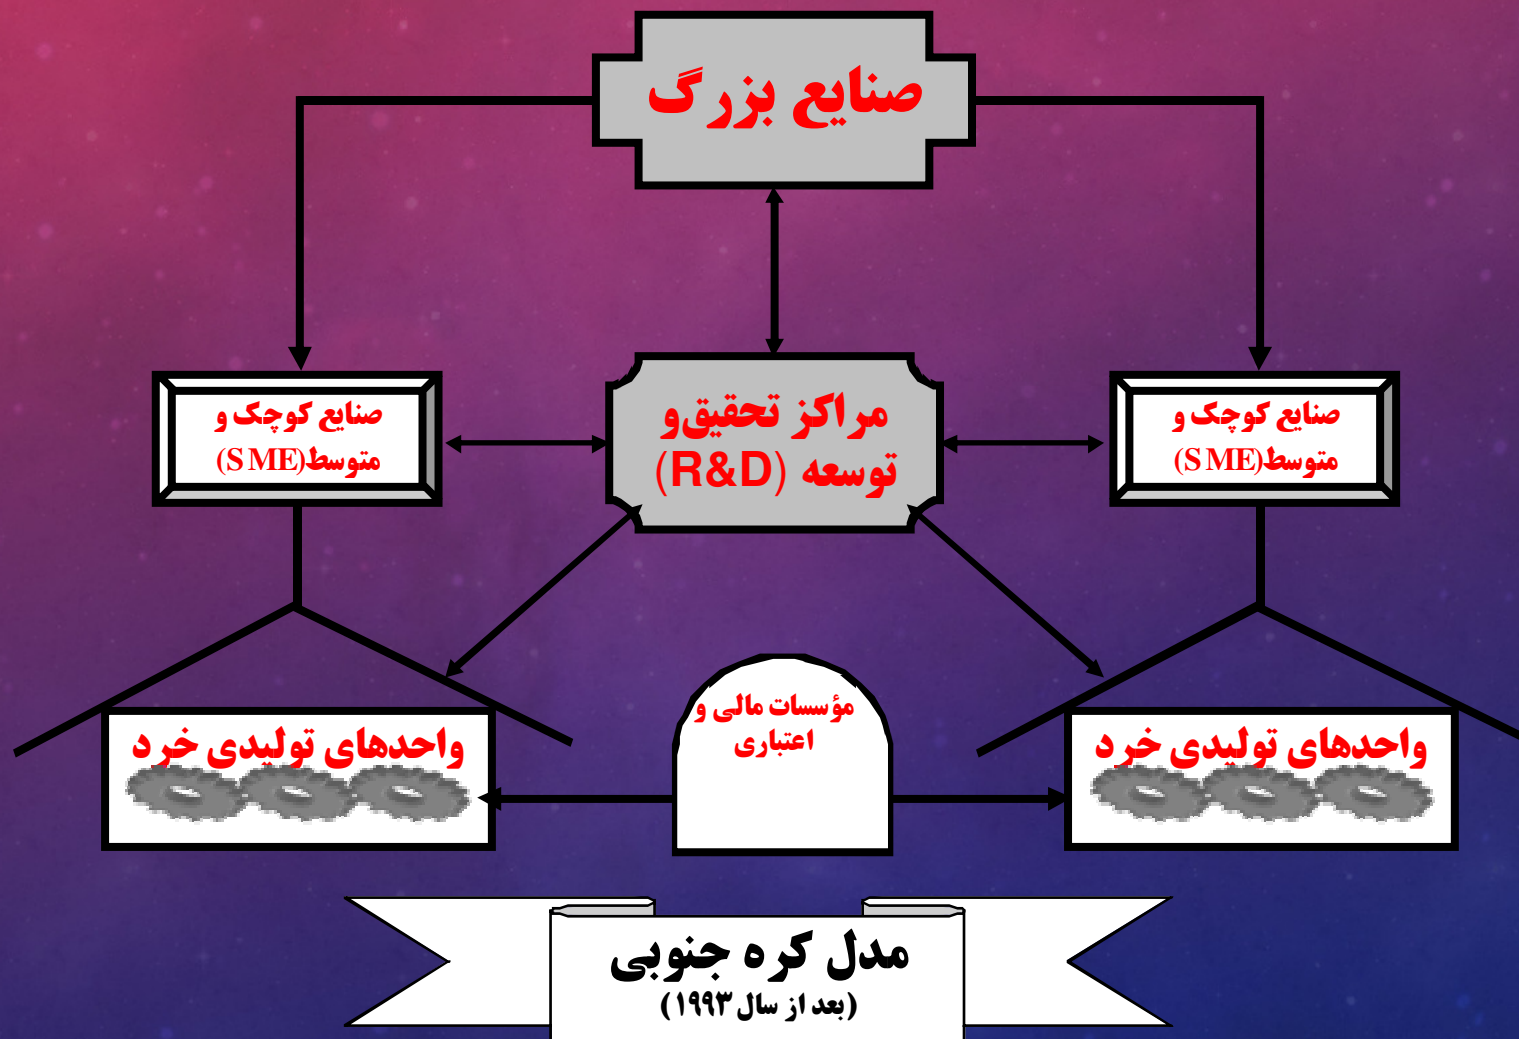 صنایع بزرگ
صنایع کوچک و
متوسط(SME)
مراکز تحقیق‌و
توسعه (R&D)
صنایع کوچک و
متوسط(SME)
مؤسسات مالی و
اعتباری
واحدهای تولیدی خرد
واحدهای تولیدی خرد
مدل کره جنوبی
(بعد از سال ۱۹۹۳)